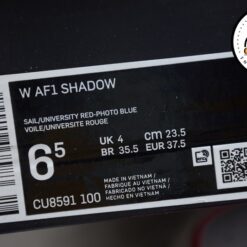 W AF1 SHADOW
SAIL/UNIVERSITY RED-PHOTO BLUE
VOILE/UNIVERSITE ROUGE
6 5
UK 4
cm 23.5
BR 35.5
EUR 37.5
CU8591 100
MADE IN VIETNAM /
FABRIQUE AU VIETNAM /
FABRICADO NO VIETNÃ /
HECHO EN VIETNAM